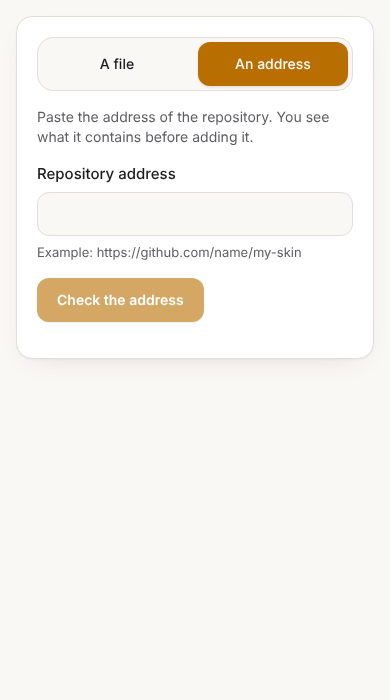 A file
An address
Paste the address of the repository. You see
what it contains before adding it.
Repository address
Example: https://github.com/name/my-skin
Check the address